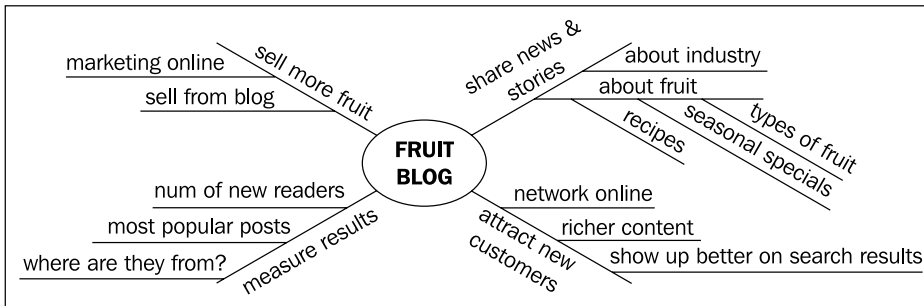 marketing online
sell from blog
sell more fruit
share news &
stories
about industry
about fruit
recipes
seasonal specials
types of fruit
FRUIT
BLOG
num of new readers
most popular posts
where are they from?
measure results
attract new
customers
network online
richer content
show up better on search results